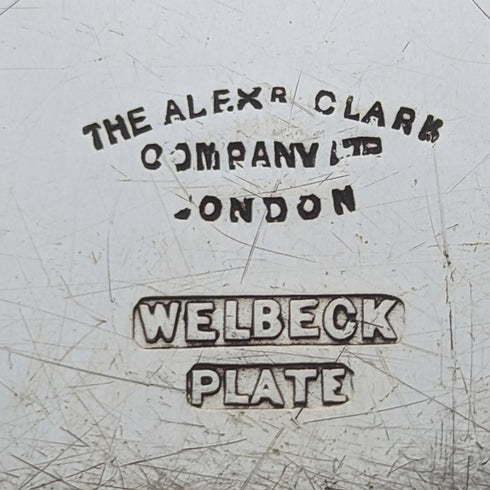 THE ALEXR CLARK
COMPANY LTD
LONDON
WELBECK
PLATE